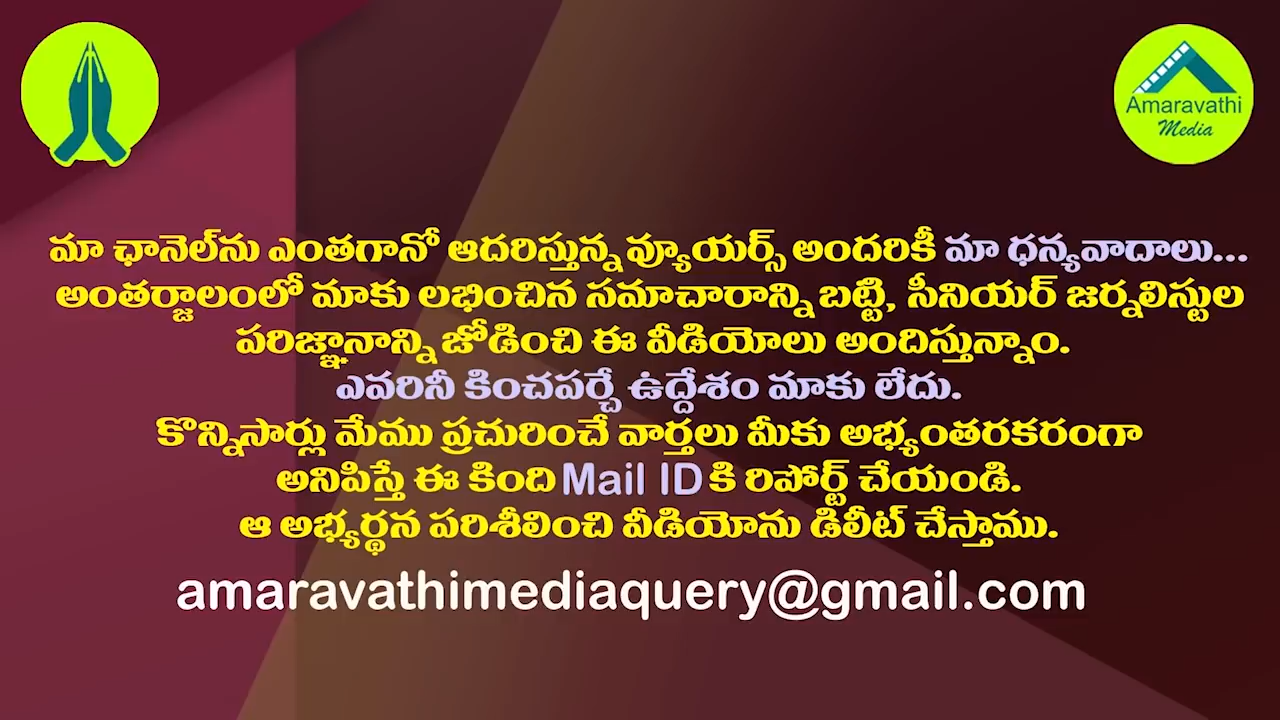 Amaravathi
Media
మా ఛానెల్‌ను ఎంతగానో ఆదరిస్తున్న వ్యూయర్స్ అందరికీ మా ధన్యవాదాలు...
అంతర్జాలంలో మాకు లభించిన సమాచారాన్ని బట్టి, సీనియర్ జర్నలిస్టుల
పరిజ్ఞానాన్ని జోడించి ఈ వీడియోలు అందిస్తున్నాం.
ఎవరినీ కించపర్చే ఉద్దేశం మాకు లేదు.
కొన్నిసార్లు మేము ప్రచురించే వార్తలు మీకు అభ్యంతరకరంగా
అనిపిస్తే ఈ కింది Mail ID కి రిపోర్ట్ చేయండి.
ఆ అభ్యర్థన పరిశీలించి వీడియోను డిలీట్ చేస్తాము.
amaravathimediaquery@gmail.com